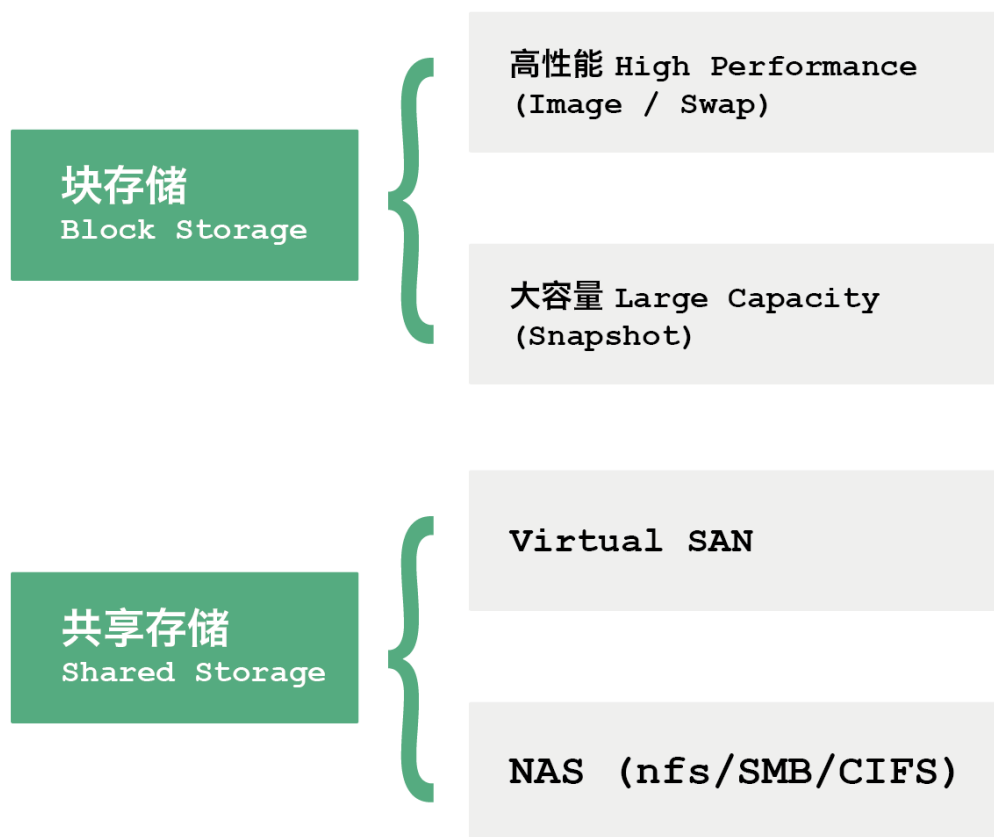 块存储
Block Storage
高性能 High Performance
(Image / Swap)
大容量 Large Capacity
(Snapshot)
共享存储
Shared Storage
Virtual SAN
NAS (nfs/SMB/CIFS)